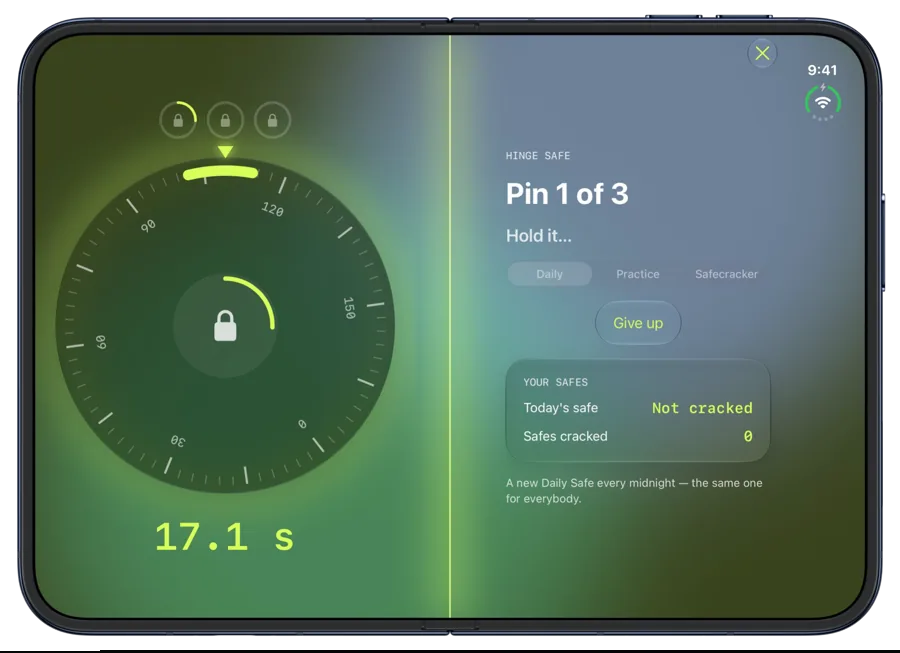 9:41
120
90
150
60
30
0
17.1 s
HINGE SAFE
Pin 1 of 3
Hold it...
Daily
Practice
Safecracker
Give up
YOUR SAFES
Today's safe Not cracked
Safes cracked 0
A new Daily Safe every midnight — the same one
for everybody.